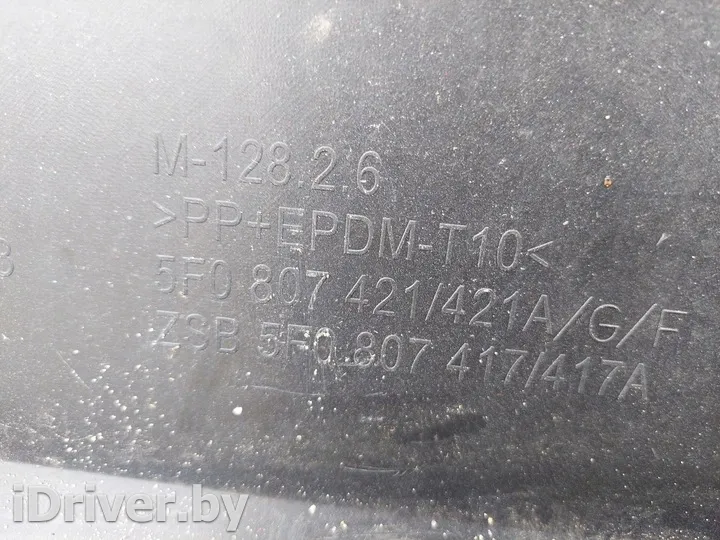 M-128.2.6
>PP+EPDM-T10<
5F0 807 421/421A/G/F
ZSB 5F0 807 417/417A
iDriver.by